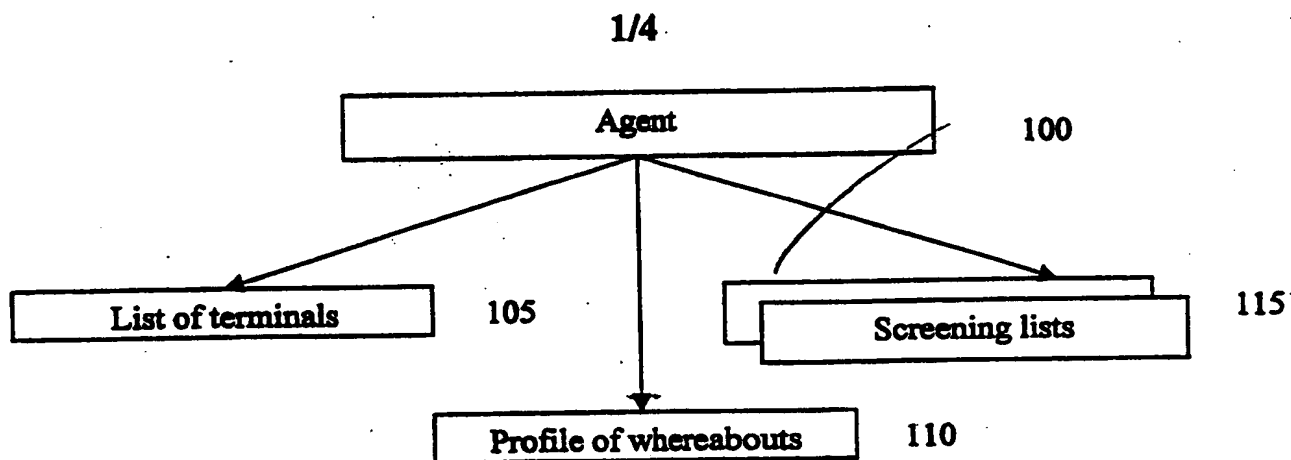 1/4
Agent
100
List of terminals
105
Screening lists
115
Profile of whereabouts
110